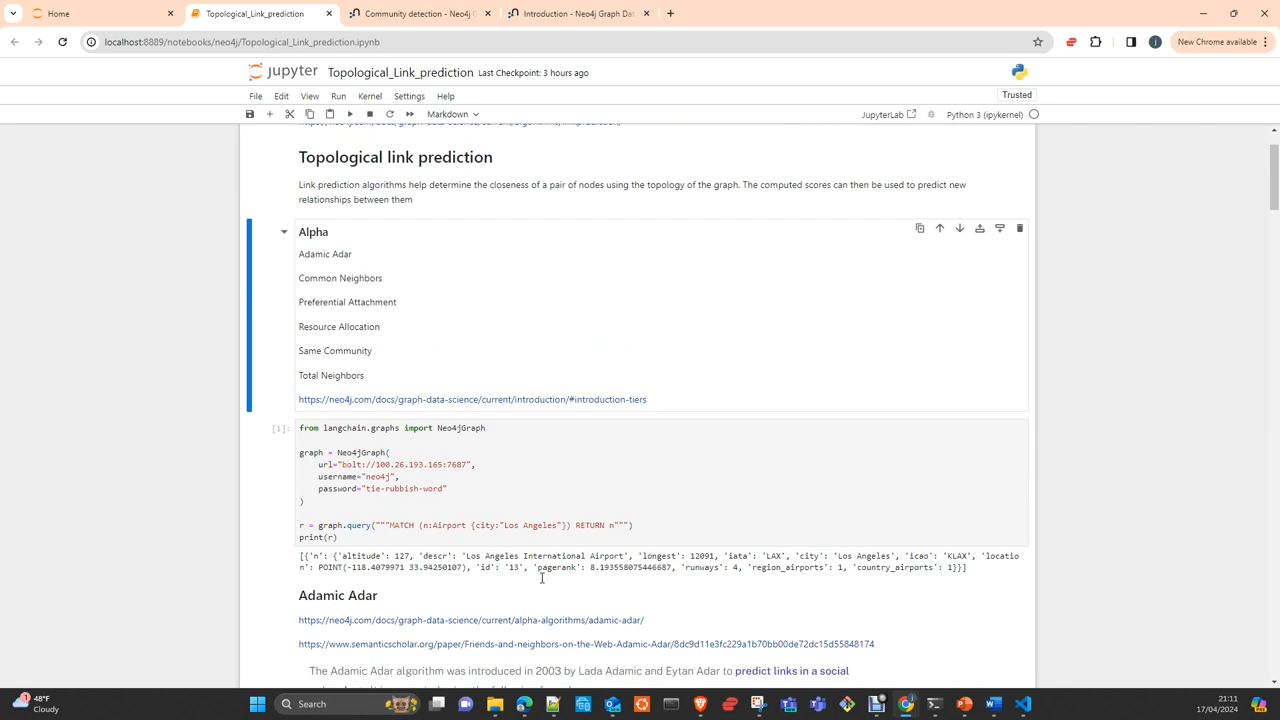 Home
Topological_Link_prediction
Community detection - Neo4j G
Introduction - Neo4j Graph Dat
localhost:8889/notebooks/neo4j/Topological_Link_prediction.ipynb
New Chrome available
jupyter Topological_Link_prediction Last Checkpoint: 3 hours ago
File Edit View Run Kernel Settings Help
Trusted
Markdown
JupyterLab Python 3 (ipykernel)
Topological link prediction
Link prediction algorithms help determine the closeness of a pair of nodes using the topology of the graph. The computed scores can then be used to predict new
relationships between them
Alpha
Adamic Adar
Common Neighbors
Preferential Attachment
Resource Allocation
Same Community
Total Neighbors
https://neo4j.com/docs/graph-data-science/current/introduction/#introduction-tiers
[1]:
from langchain.graphs import Neo4jGraph
graph = Neo4jGraph(
url="bolt://100.26.193.165:7687",
username="neo4j",
password="tie-rubbish-word"
)
r = graph.query("""MATCH (n:Airport {city:"Los Angeles"}) RETURN n""")
print(r)
[{'n': {'altitude': 127, 'descr': 'Los Angeles International Airport', 'longest': 12091, 'iata': 'LAX', 'city': 'Los Angeles', 'icao': 'KLAX', 'locatio
n': POINT(-118.4079971 33.94250107), 'id': '13', 'pagerank': 8.193558075446687, 'runways': 4, 'region_airports': 1, 'country_airports': 1}}]
Adamic Adar
https://neo4j.com/docs/graph-data-science/current/alpha-algorithms/adamic-adar/
https://www.semanticscholar.org/paper/Friends-and-neighbors-on-the-Web-Adamic-Adar/8dc9d11e3fc229a1b70bb00de72dc15d55848174
The Adamic Adar algorithm was introduced in 2003 by Lada Adamic and Eytan Adar to predict links in a social
48°F
Cloudy
Search
21:11
17/04/2024